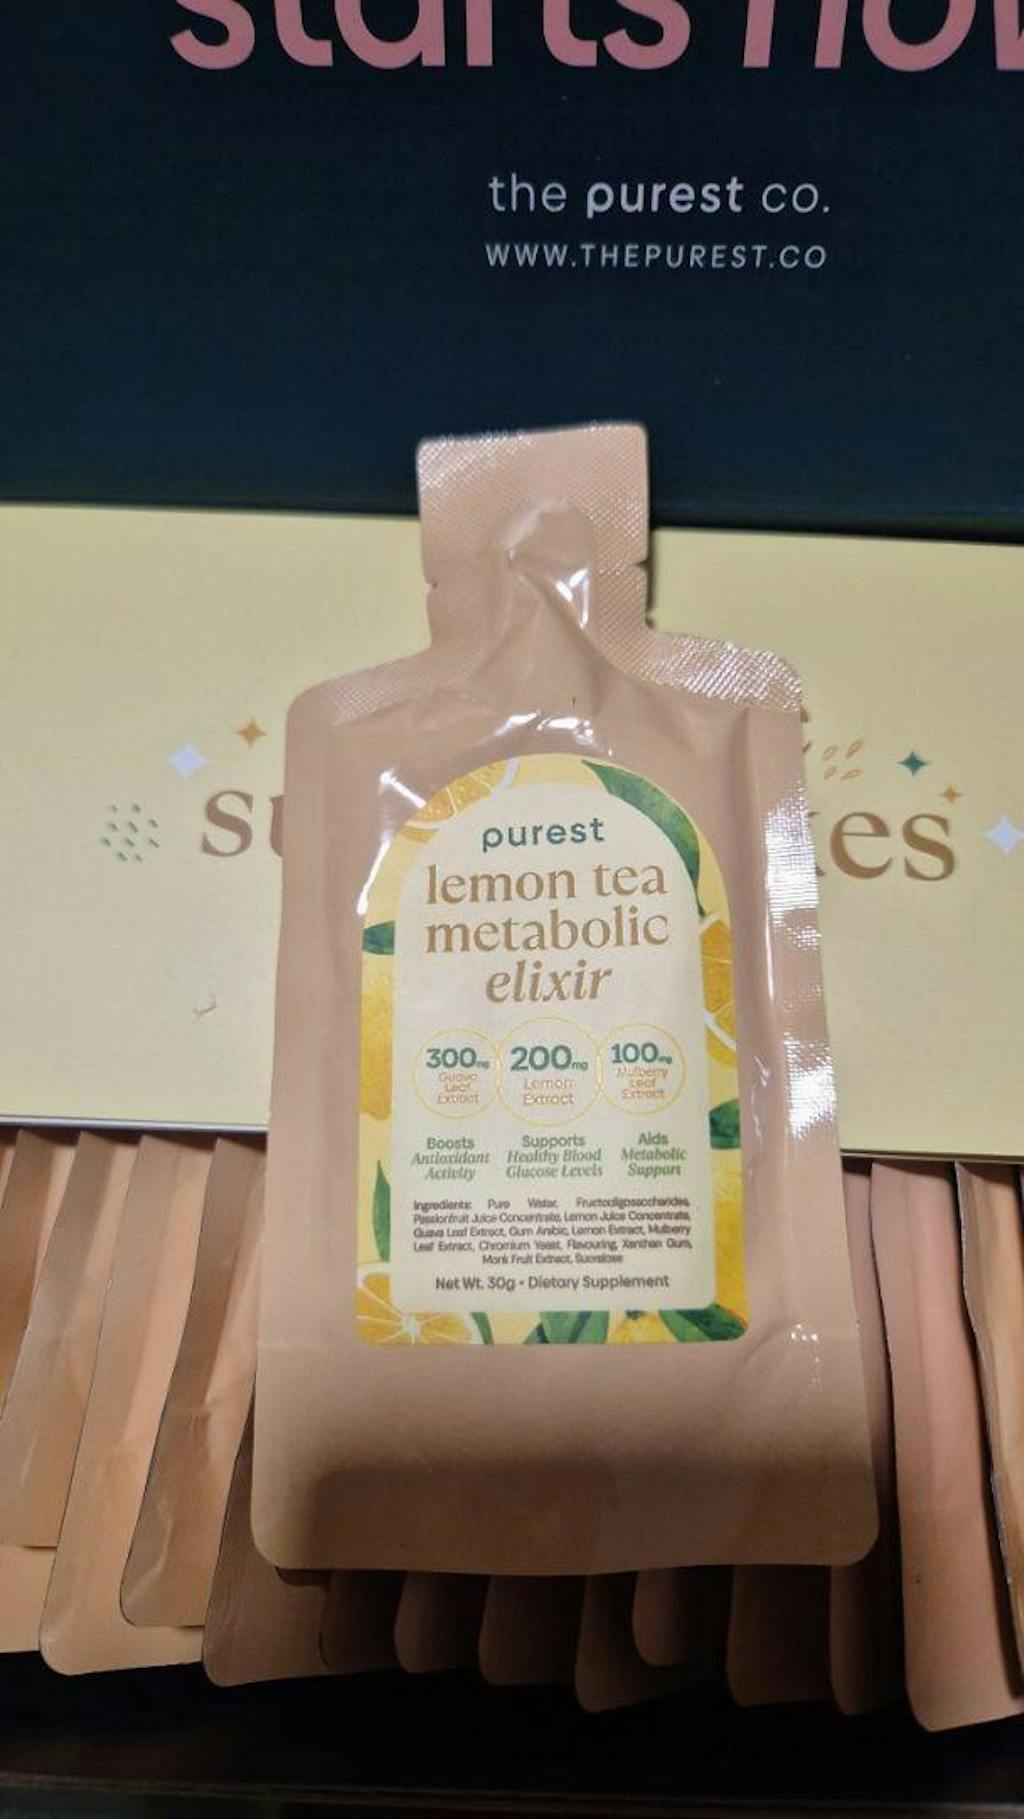 starts now
the purest co.
WWW.THEPUREST.CO
purest
lemon tea
metabolic
elixir
300mg
Guava
Leaf
Extract
200mg
Lemon
Extract
100mg
Mulberry
Leaf
Extract
Boosts
Antioxidant
Activity
Supports
Healthy Blood
Glucose Levels
Aids
Metabolic
Support
Ingredients: Pure Water, Fructooligosaccharides,
Passionfruit Juice Concentrate, Lemon Juice Concentrate,
Guava Leaf Extract, Gum Arabic, Lemon Extract, Mulberry
Leaf Extract, Chromium Yeast, Flavouring, Xanthan Gum,
Monk Fruit Extract, Sucralose
Net Wt. 30g • Dietary Supplement